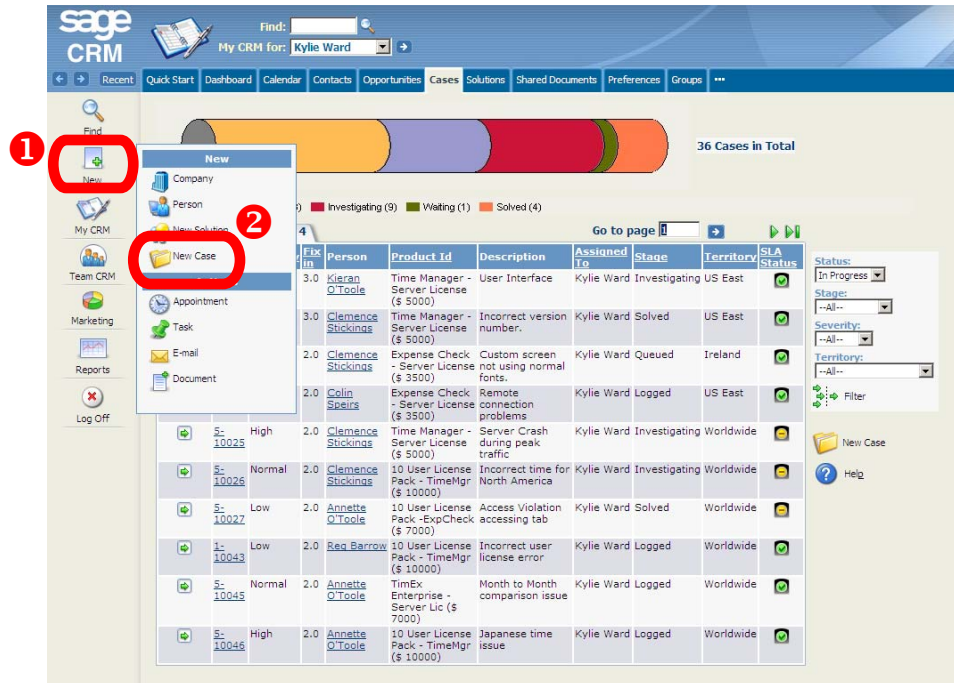 sage
CRM
Find:
My CRM for: Kylie Ward
Recent
Quick Start Dashboard Calendar Contacts Opportunities Cases Solutions Shared Documents Preferences Groups •••
Find
New
My CRM
Team CRM
Marketing
Reports
Log Off
1
2
New
Company
Person
New Solution
New Case
Appointment
Task
E-mail
Document
36 Cases in Total
Investigating (9) Waiting (1) Solved (4)
4
Go to page 1
Fix in Person Product Id Description Assigned To Stage Territory SLA Status
3.0 Kieran Time Manager - User Interface Kylie Ward Investigating US East
O'Toole Server License
($ 5000)
3.0 Clemence Time Manager - Incorrect version Kylie Ward Solved US East
Stickings Server License number.
($ 5000)
2.0 Clemence Expense Check Custom screen Kylie Ward Queued Ireland
Stickings - Server License not using normal
($ 3500) fonts.
2.0 Colin Expense Check Remote Kylie Ward Logged US East
Speirs - Server License connection
($ 3500) problems
5- High 2.0 Clemence Time Manager - Server Crash Kylie Ward Investigating Worldwide
10025 Stickings Server License during peak
($ 5000) traffic
5- Normal 2.0 Clemence 10 User License Incorrect time for Kylie Ward Investigating Worldwide
10026 Stickings Pack - TimeMgr North America
($ 10000)
5- Low 2.0 Annette 10 User License Access Violation Kylie Ward Solved Worldwide
10027 O'Toole Pack -ExpCheck accessing tab
($ 7000)
1- Low 2.0 Reg Barrow 10 User License Incorrect user Kylie Ward Logged Worldwide
10043 Pack - TimeMgr license error
($ 10000)
5- Normal 2.0 Annette TimEx Month to Month Kylie Ward Logged Worldwide
10045 O'Toole Enterprise - comparison issue
Server Lic ($
7000)
5- High 2.0 Annette 10 User License Japanese time Kylie Ward Logged Worldwide
10046 O'Toole Pack - TimeMgr issue
($ 10000)
Status:
In Progress
Stage:
--All--
Severity:
--All--
Territory:
--All--
Filter
New Case
Help